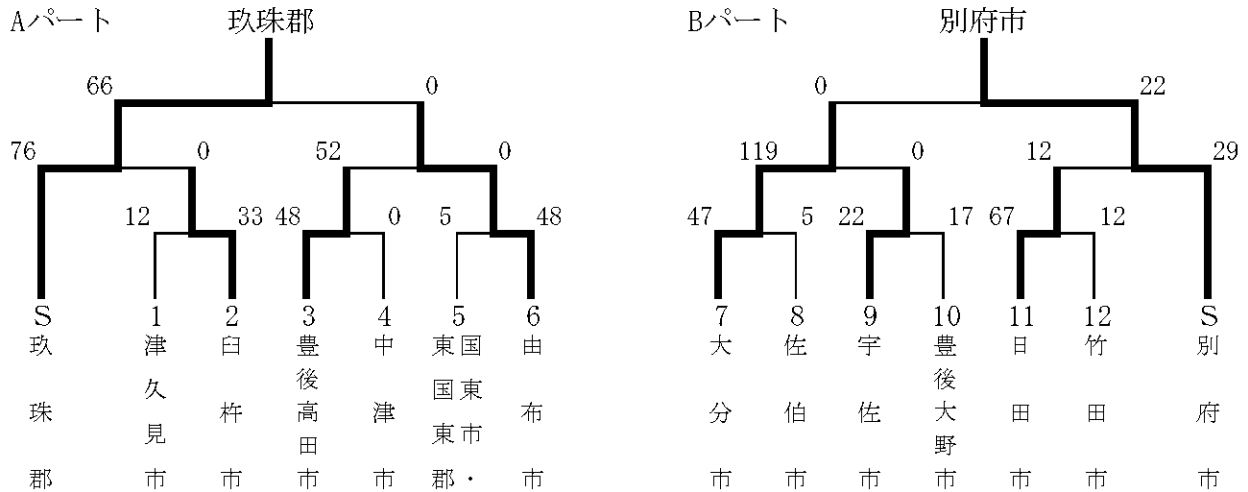 Aパート 玖珠郡 Bパート 別府市
66 0 0 22
76 0 52 0 119 0 12 29
12 33 48 0 5 48 47 5 22 17 67 12
S 1 2 3 4 5 6 7 8 9 10 11 12 S
玖珠郡
津久見市
臼杵市
豊後高田市
中津市
国東市・
東国東郡
由布市
大分市
佐伯市
宇佐市
豊後大野市
日田市
竹田市
別府市